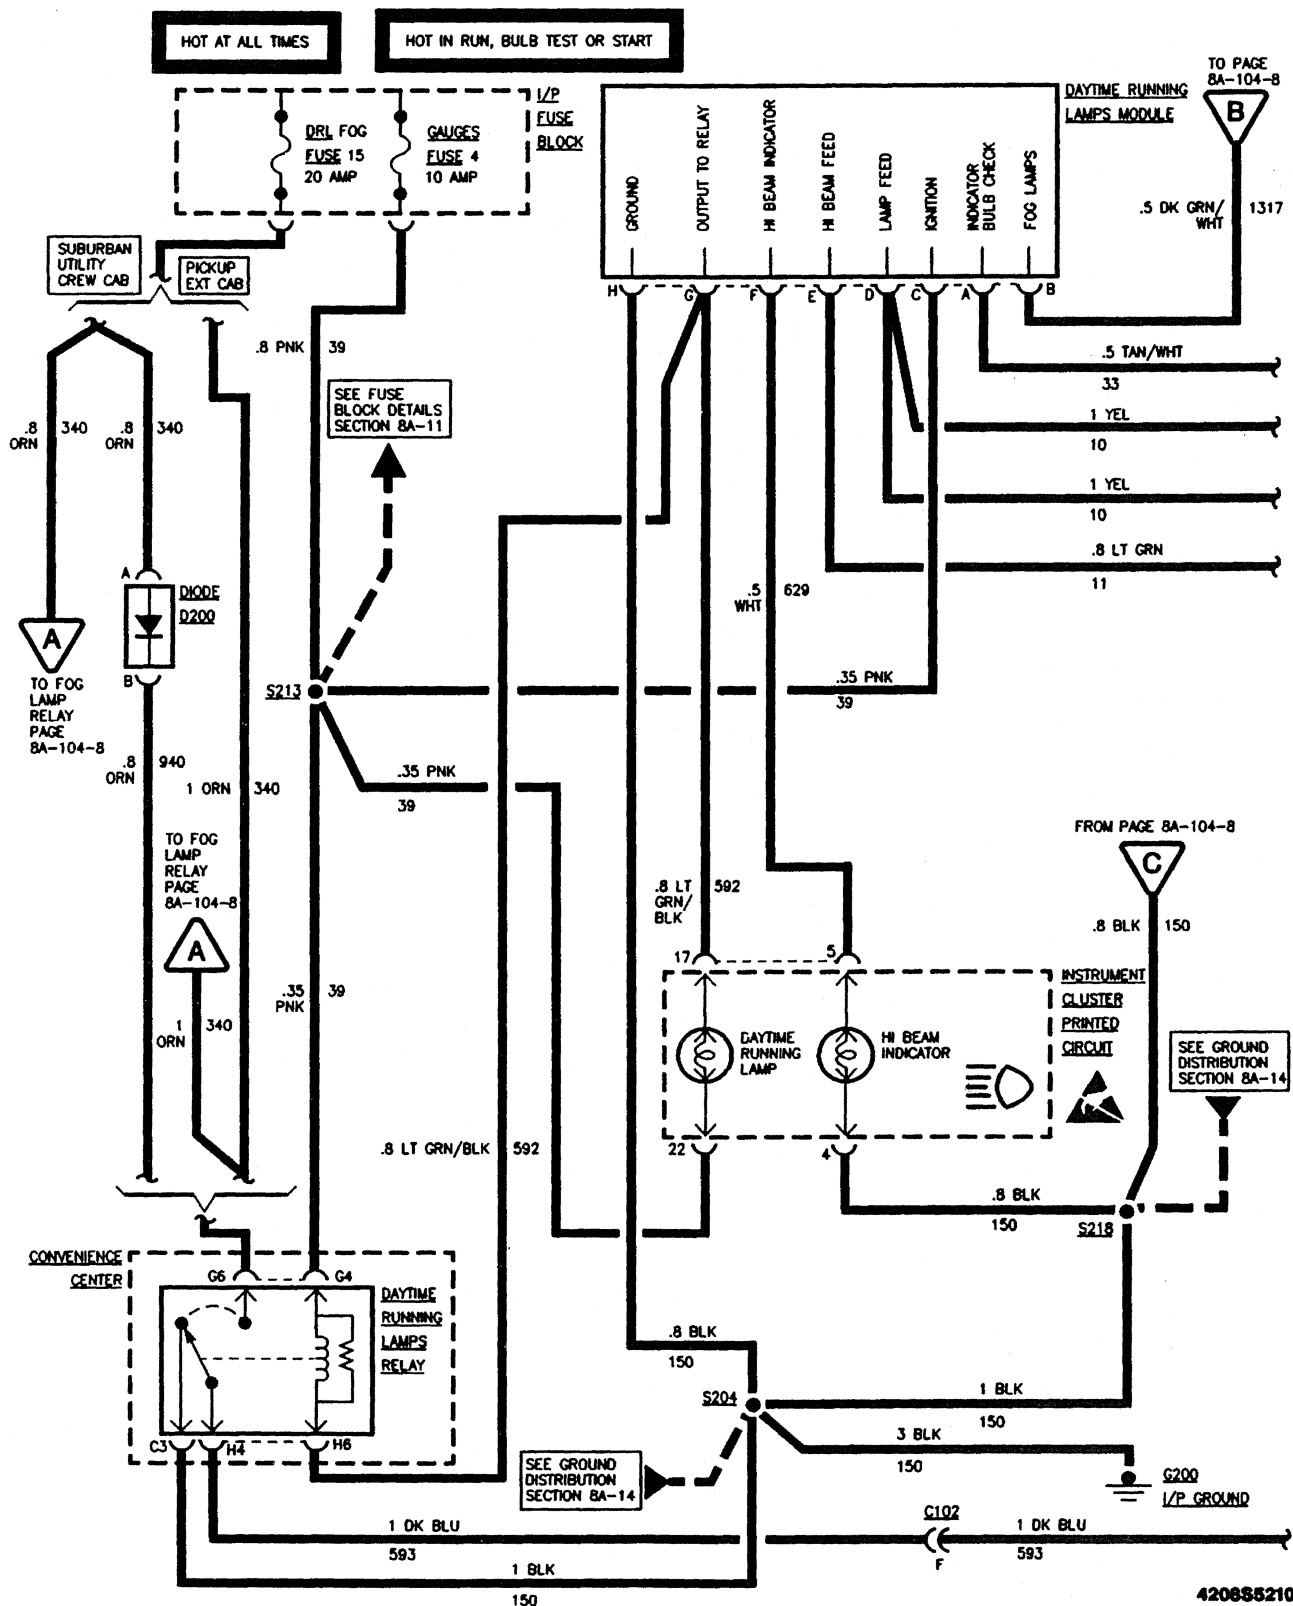 HOT AT ALL TIMES
HOT IN RUN, BULB TEST OR START
I/P
FUSE
BLOCK
DRL FOG
FUSE 15
20 AMP
GAUGES
FUSE 4
10 AMP
DAYTIME RUNNING
LAMPS MODULE
TO PAGE
8A-104-8
B
GROUND
OUTPUT TO RELAY
HI BEAM INDICATOR
HI BEAM FEED
LAMP FEED
IGNITION
INDICATOR
BULB CHECK
FOG LAMPS
.5 DK GRN/
WHT
1317
SUBURBAN
UTILITY
CREW CAB
PICKUP
EXT CAB
H
G
F
E
D
C
A
B
.8 PNK
39
.5 TAN/WHT
33
SEE FUSE
BLOCK DETAILS
SECTION 8A-11
.8
ORN
340
.8
ORN
340
1 YEL
10
1 YEL
10
.8 LT GRN
11
A
DIODE
D200
B
A
TO FOG
LAMP
RELAY
PAGE
8A-104-8
.5
WHT
629
S213
.35 PNK
39
.8
ORN
940
1 ORN
340
.35 PNK
39
TO FOG
LAMP
RELAY
PAGE
8A-104-8
A
FROM PAGE 8A-104-8
C
.8 LT
GRN/
BLK
592
.8 BLK
150
17
5
.35
PNK
39
1
ORN
340
INSTRUMENT
CLUSTER
PRINTED
CIRCUIT
DAYTIME
RUNNING
LAMP
HI BEAM
INDICATOR
SEE GROUND
DISTRIBUTION
SECTION 8A-14
.8 LT GRN/BLK
592
22
4
.8 BLK
150
S218
CONVENIENCE
CENTER
G6
G4
DAYTIME
RUNNING
LAMPS
RELAY
.8 BLK
150
S204
1 BLK
150
3 BLK
150
C3
H4
H6
SEE GROUND
DISTRIBUTION
SECTION 8A-14
G200
I/P GROUND
1 DK BLU
593
C102
F
1 DK BLU
593
1 BLK
150
4208S5210